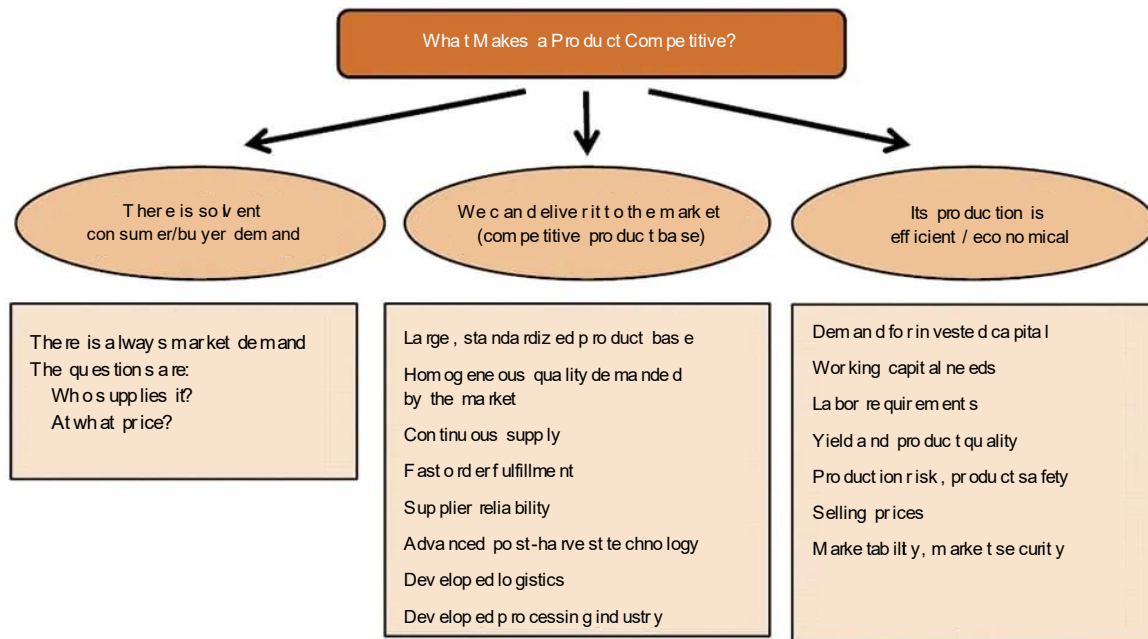 What Makes a Product Competitive?
There is solvent
consumer/buyer demand
We can deliver it to the market
(competitive product base)
Its production is
efficient / economical
There is always market demand
The questions are:
Who supplies it?
At what price?
Large, standardized product base
Homogeneous quality demanded
by the market
Continuous supply
Fast order fulfillment
Supplier reliability
Advanced post-harvest technology
Developed logistics
Developed processing industry
Demand for invested capital
Working capital needs
Labor requirements
Yield and product quality
Production risk, product safety
Selling prices
Marketabilty, market security